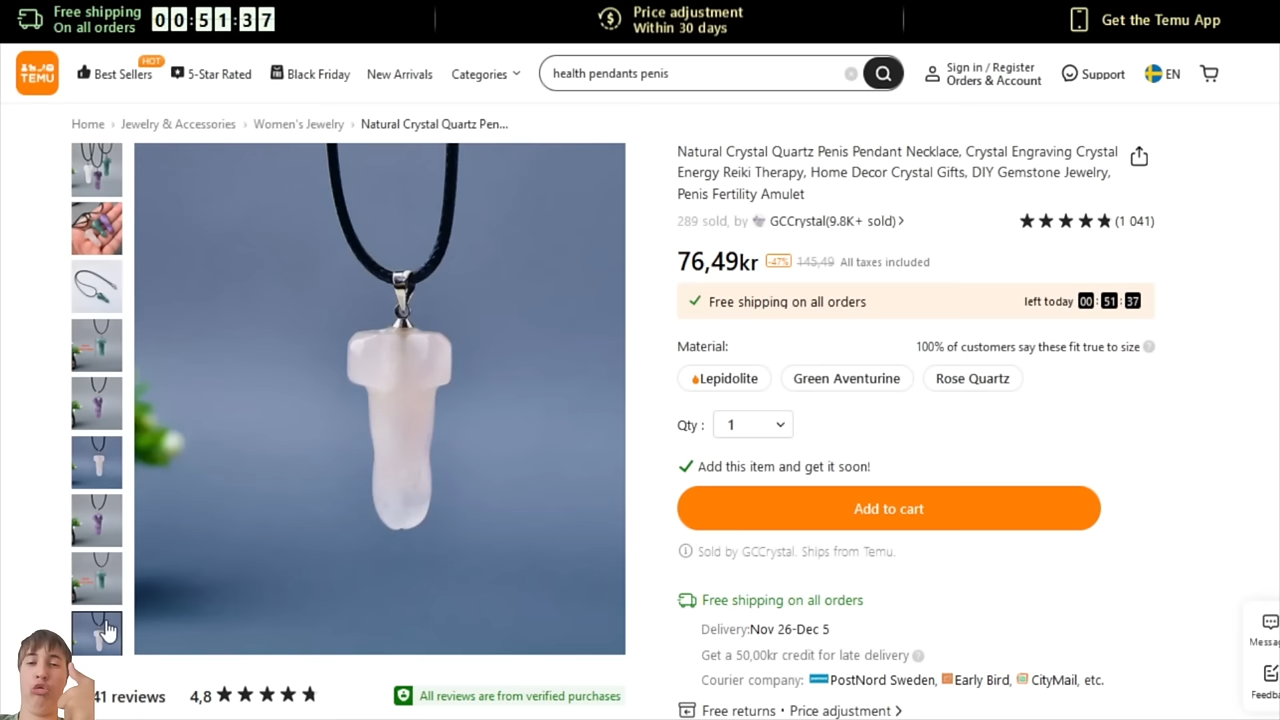 Free shipping
On all orders
00:51:37
Price adjustment
Within 30 days
Get the Temu App
TEMU
Best Sellers
HOT
5-Star Rated
Black Friday
New Arrivals
Categories
health pendants penis
Sign in / Register
Orders & Account
Support
EN
Home › Jewelry & Accessories › Women's Jewelry › Natural Crystal Quartz Pen...
Natural Crystal Quartz Penis Pendant Necklace, Crystal Engraving Crystal
Energy Reiki Therapy, Home Decor Crystal Gifts, DIY Gemstone Jewelry,
Penis Fertility Amulet
289 sold, by GCCrystal(9.8K+ sold)
(1 041)
76,49kr -47% 145,49 All taxes included
Free shipping on all orders
left today 00:51:37
Material:
100% of customers say these fit true to size
Lepidolite
Green Aventurine
Rose Quartz
Qty : 1
Add this item and get it soon!
Add to cart
Sold by GCCrystal. Ships from Temu.
Free shipping on all orders
Delivery:Nov 26-Dec 5
Get a 50,00kr credit for late delivery
Courier company: PostNord Sweden, Early Bird, CityMail, etc.
Free returns • Price adjustment
41 reviews
4,8
All reviews are from verified purchases
Messag
Feedba